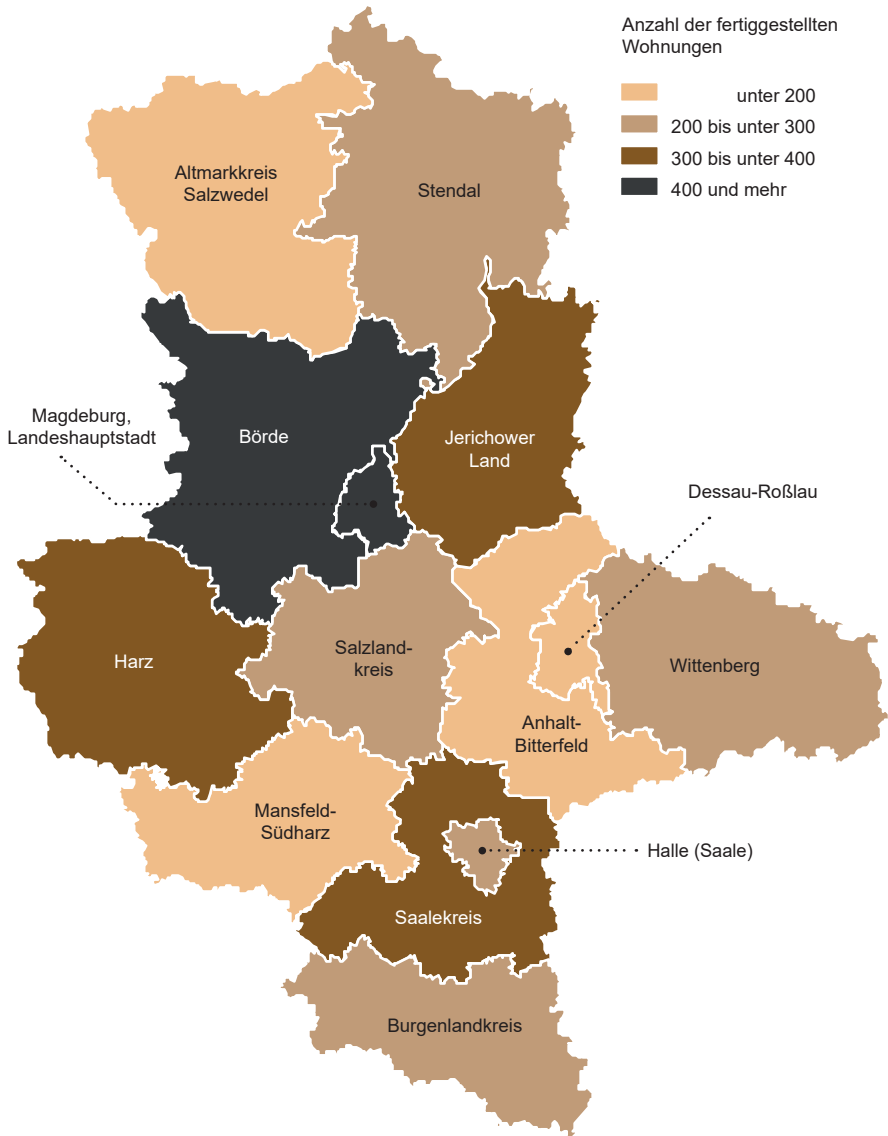 Anzahl der fertiggestellten
Wohnungen
unter 200
200 bis unter 300
300 bis unter 400
400 und mehr
Altmarkkreis
Salzwedel
Stendal
Magdeburg,
Landeshauptstadt
Börde
Jerichower
Land
Dessau-Roßlau
Harz
Salzland-
kreis
Wittenberg
Anhalt-
Bitterfeld
Mansfeld-
Südharz
Halle (Saale)
Saalekreis
Burgenlandkreis